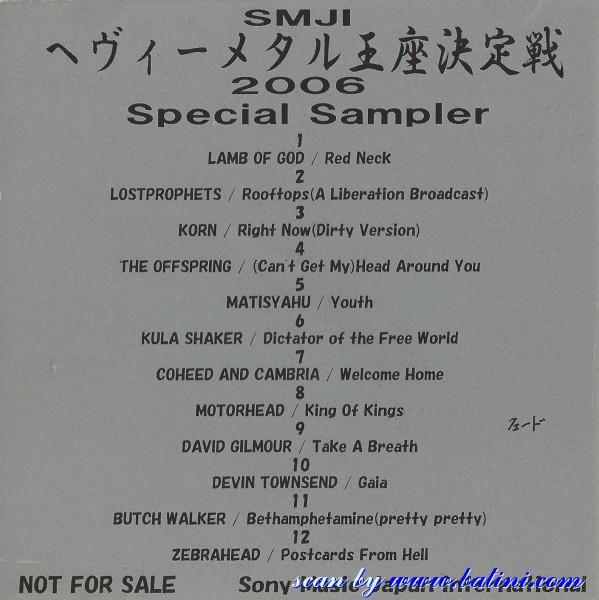 SMJI
ヘヴィーメタル王座決定戦
2006
Special Sampler
1
LAMB OF GOD / Red Neck
2
LOSTPROPHETS / Rooftops(A Liberation Broadcast)
3
KORN / Right Now(Dirty Version)
4
THE OFFSPRING / (Can't Get My)Head Around You
5
MATISYAHU / Youth
6
KULA SHAKER / Dictator of the Free World
7
COHEED AND CAMBRIA / Welcome Home
8
MOTORHEAD / King Of Kings
9
フェード
DAVID GILMOUR / Take A Breath
10
DEVIN TOWNSEND / Gaia
11
BUTCH WALKER / Bethamphetamine(pretty pretty)
12
ZEBRAHEAD / Postcards From Hell
NOT FOR SALE Sony Music Japan International
scan by www.batini.com